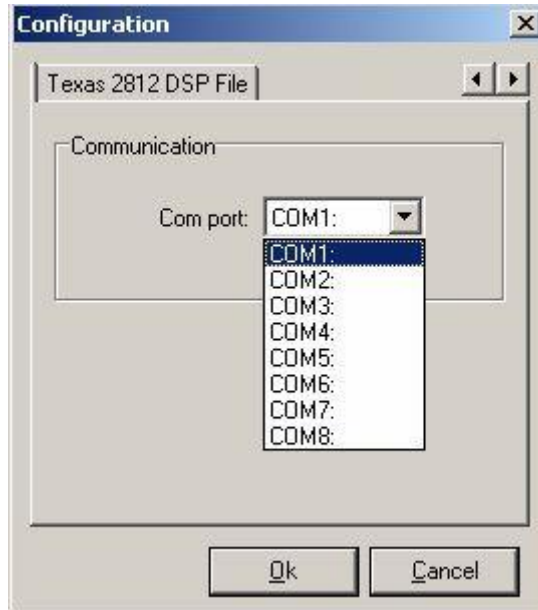 Configuration
Texas 2812 DSP File
Communication
Com port: COM1:
COM1:
COM2:
COM3:
COM4:
COM5:
COM6:
COM7:
COM8:
Ok Cancel